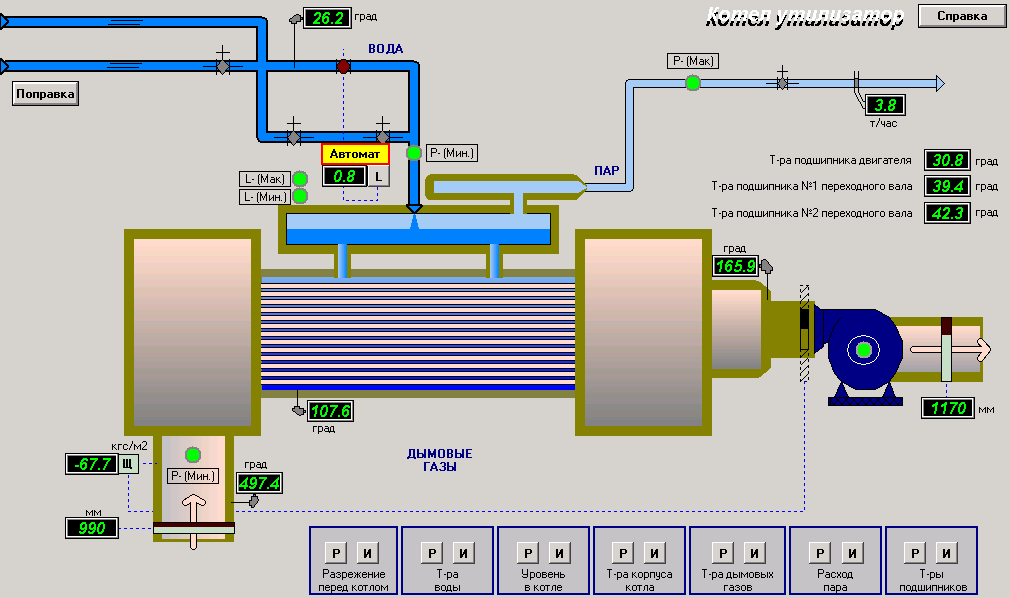 Котел утилизатор
Справка
26.2 град
ВОДА
P- (Мак)
Поправка
3.8
т/час
Автомат
P- (Мин.)
0.8 L
L- (Мак)
L- (Мин.)
ПАР
Т-ра подшипника двигателя 30.8 град
Т-ра подшипника №1 переходного вала 39.4 град
Т-ра подшипника №2 переходного вала 42.3 град
град
165.9
107.6
град
1170 мм
ДЫМОВЫЕ
ГАЗЫ
кгс/м2
-67.7 Щ
P- (Мин.)
град
497.4
мм
990
Р И
Разрежение
перед котлом
Р И
Т-ра
воды
Р И
Уровень
в котле
Р И
Т-ра корпуса
котла
Р И
Т-ра дымовых
газов
Р И
Расход
пара
Р И
Т-ры
подшипников